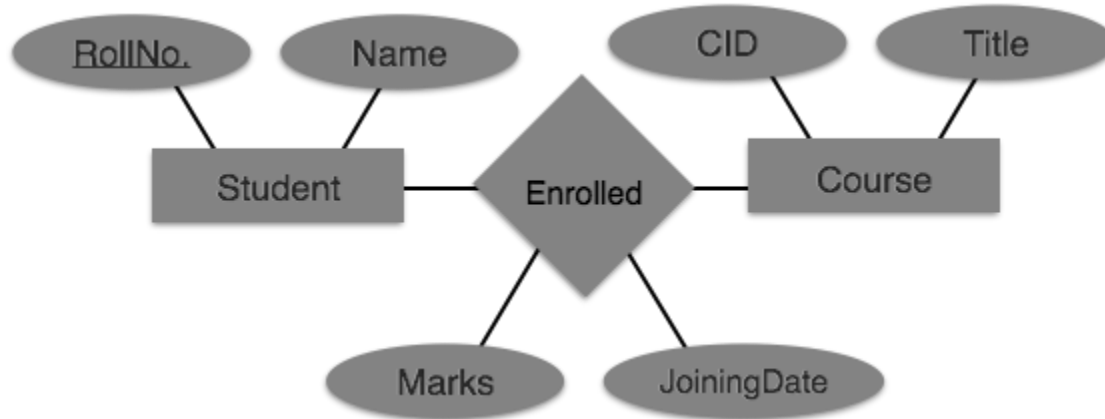 RollNo.
Name
CID
Title
Student
Enrolled
Course
Marks
JoiningDate